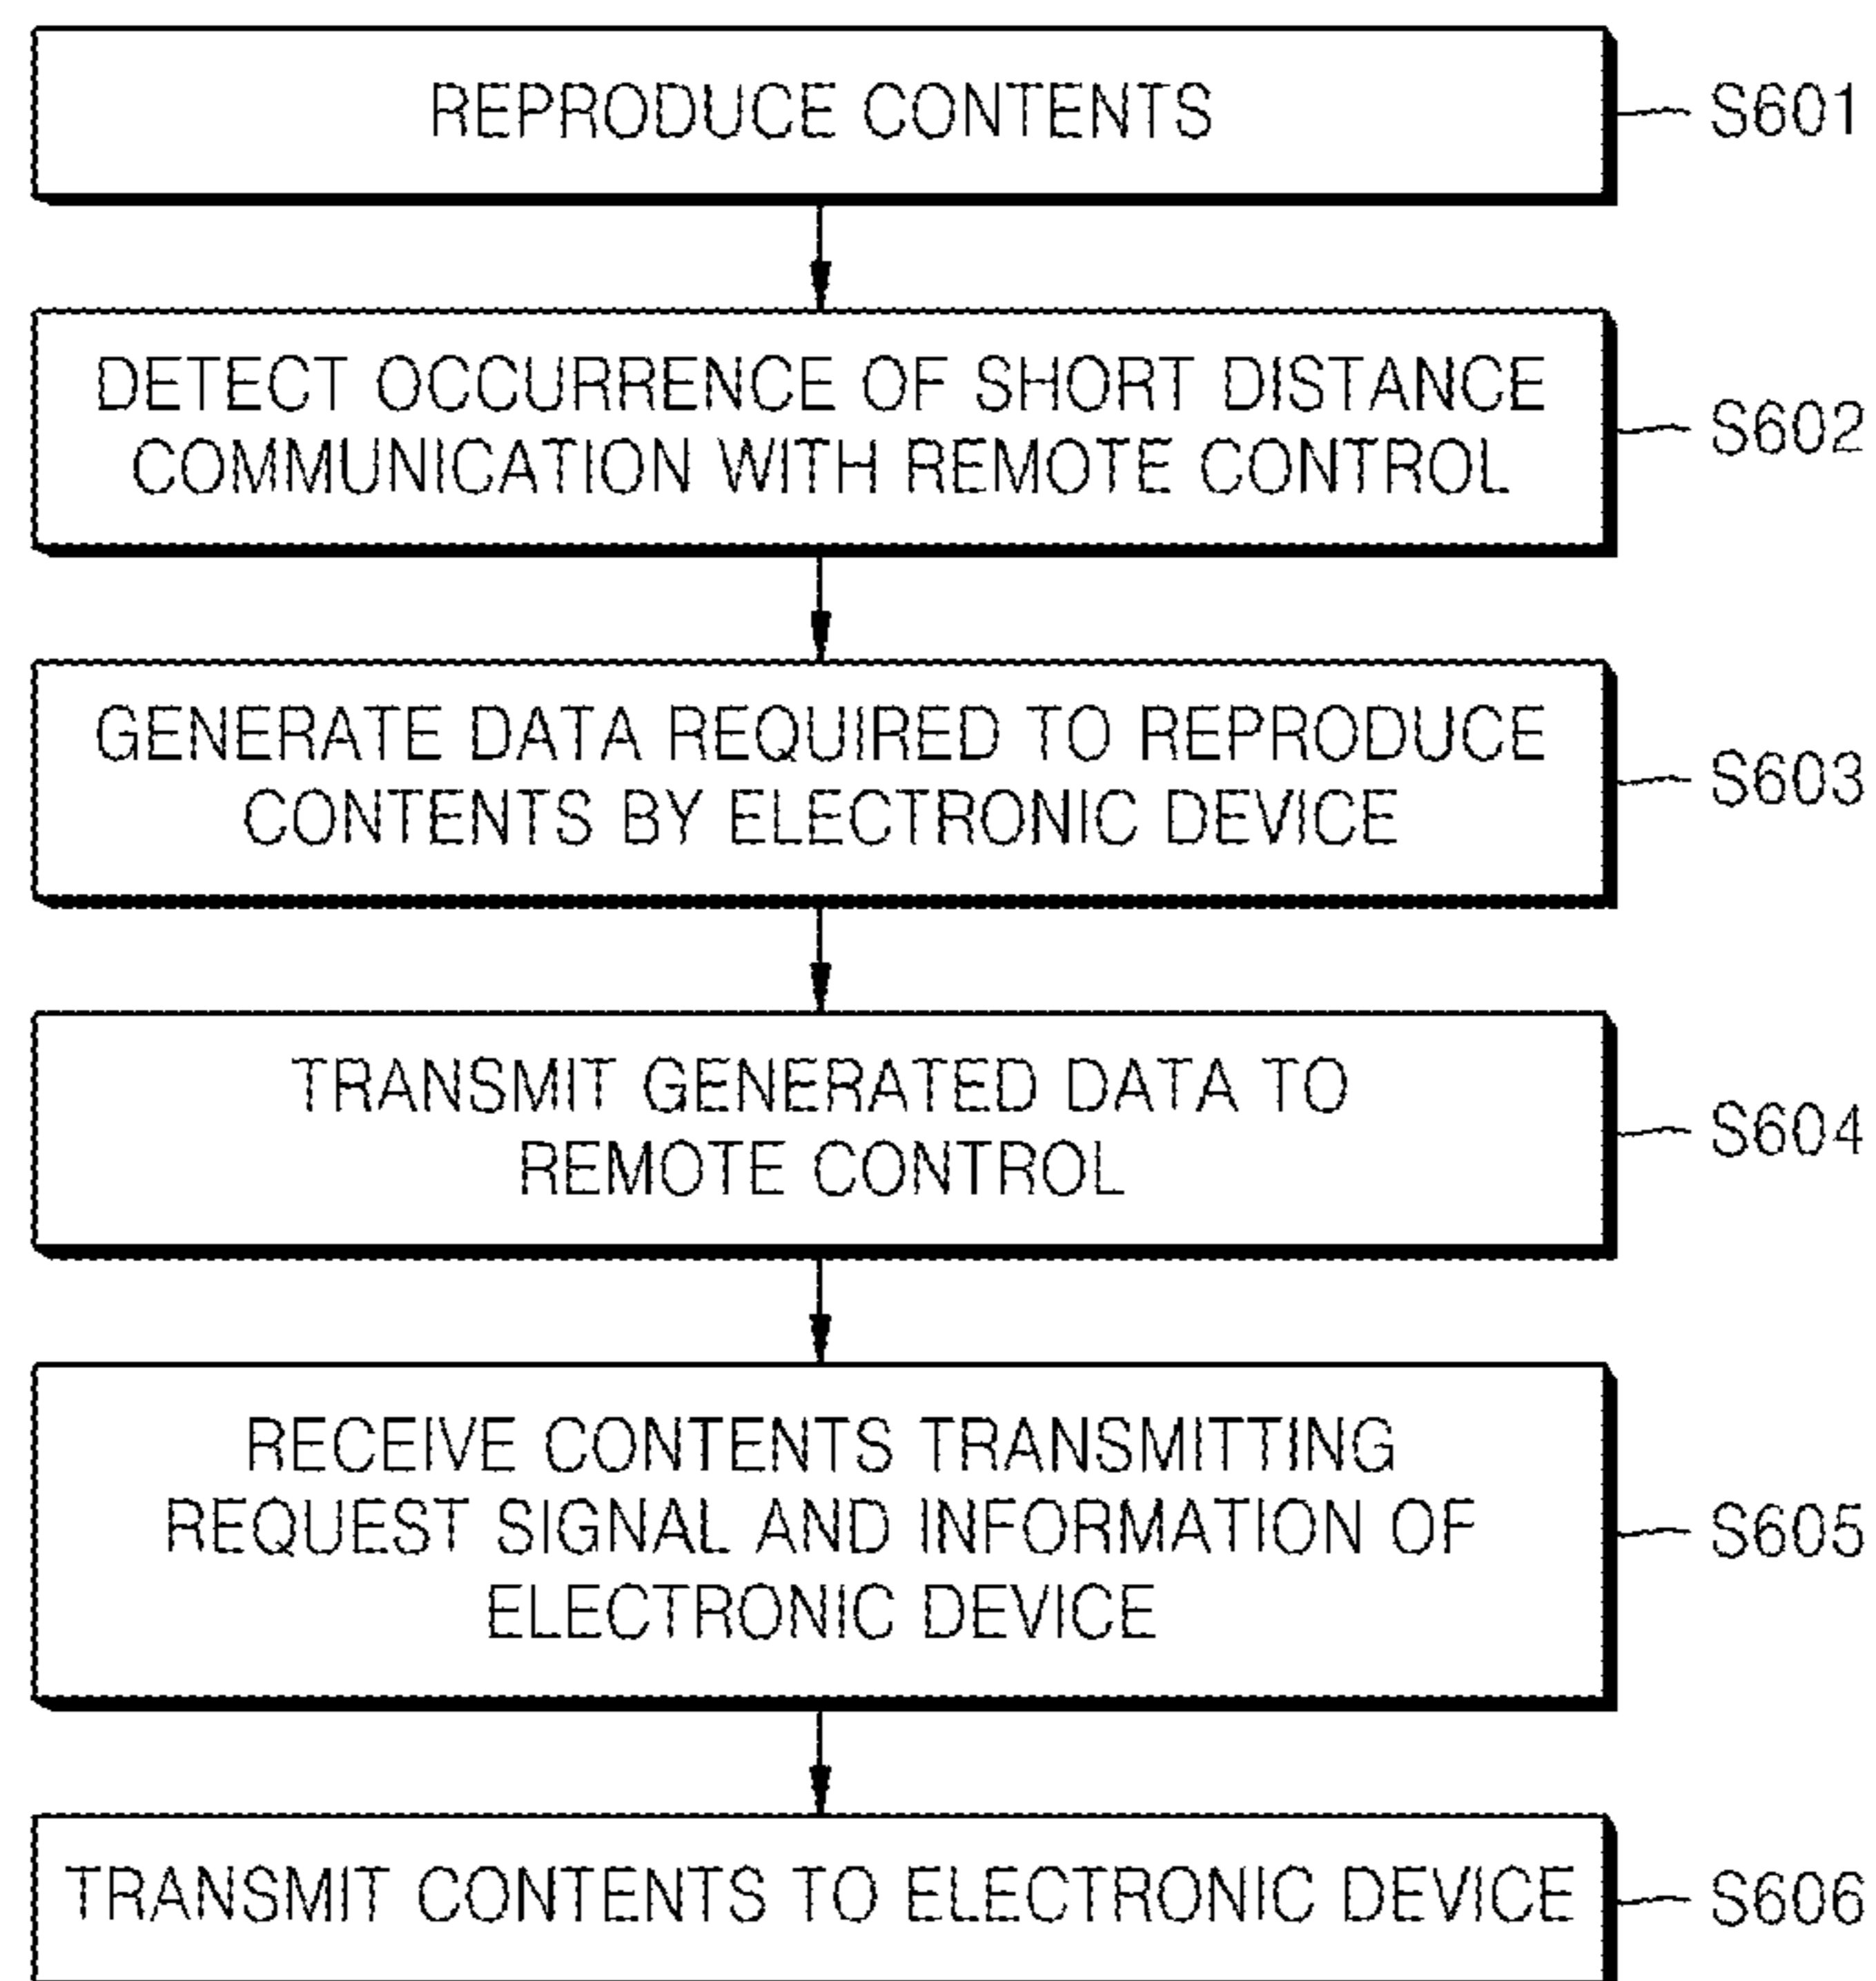 REPRODUCE CONTENTS
S601
DETECT OCCURRENCE OF SHORT DISTANCE
COMMUNICATION WITH REMOTE CONTROL
S602
GENERATE DATA REQUIRED TO REPRODUCE
CONTENTS BY ELECTRONIC DEVICE
S603
TRANSMIT GENERATED DATA TO
REMOTE CONTROL
S604
RECEIVE CONTENTS TRANSMITTING
REQUEST SIGNAL AND INFORMATION OF
ELECTRONIC DEVICE
S605
TRANSMIT CONTENTS TO ELECTRONIC DEVICE
S606